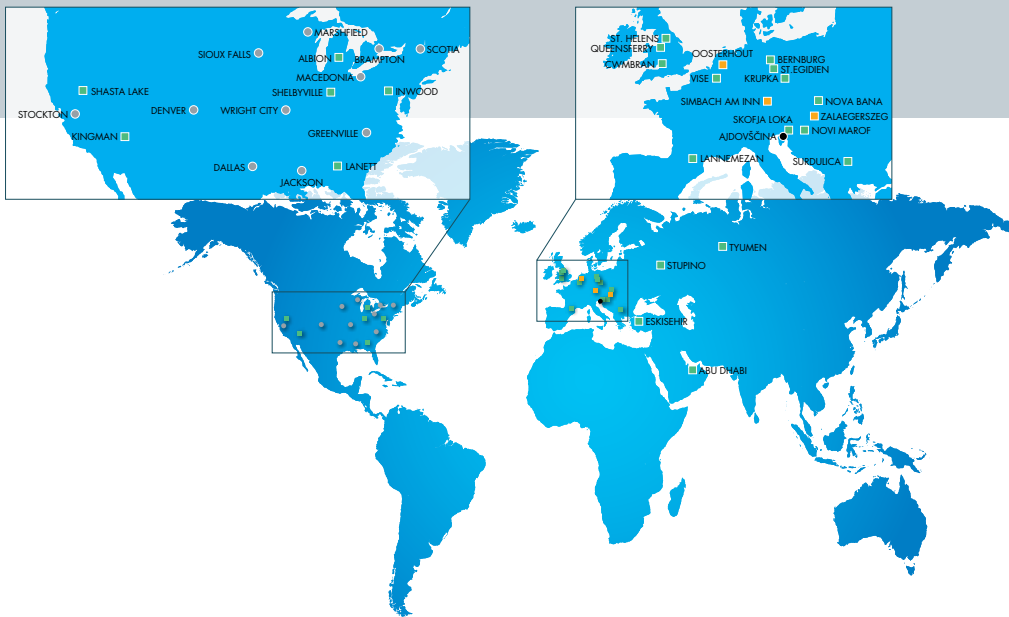 MARSHFIELD
SIOUX FALLS
ALBION
BRAMPTON
SCOTIA
MACEDONIA
SHASTA LAKE
SHELBYVILLE
INWOOD
STOCKTON
DENVER
WRIGHT CITY
KINGMAN
GREENVILLE
DALLAS
LANETT
JACKSON
ST. HELENS
QUEENSFERRY
OOSTERHOUT
CWMBRAN
BERNBURG
ST.EGIDIEN
VISE
KRUPKA
SIMBACH AM INN
NOVA BANA
SKOFJA LOKA
ZALAEGERSZEG
AJDOVŠČINA
NOVI MAROF
LANNEMEZAN
SURDULICA
TYUMEN
STUPINO
ESKISEHIR
ABU DHABI